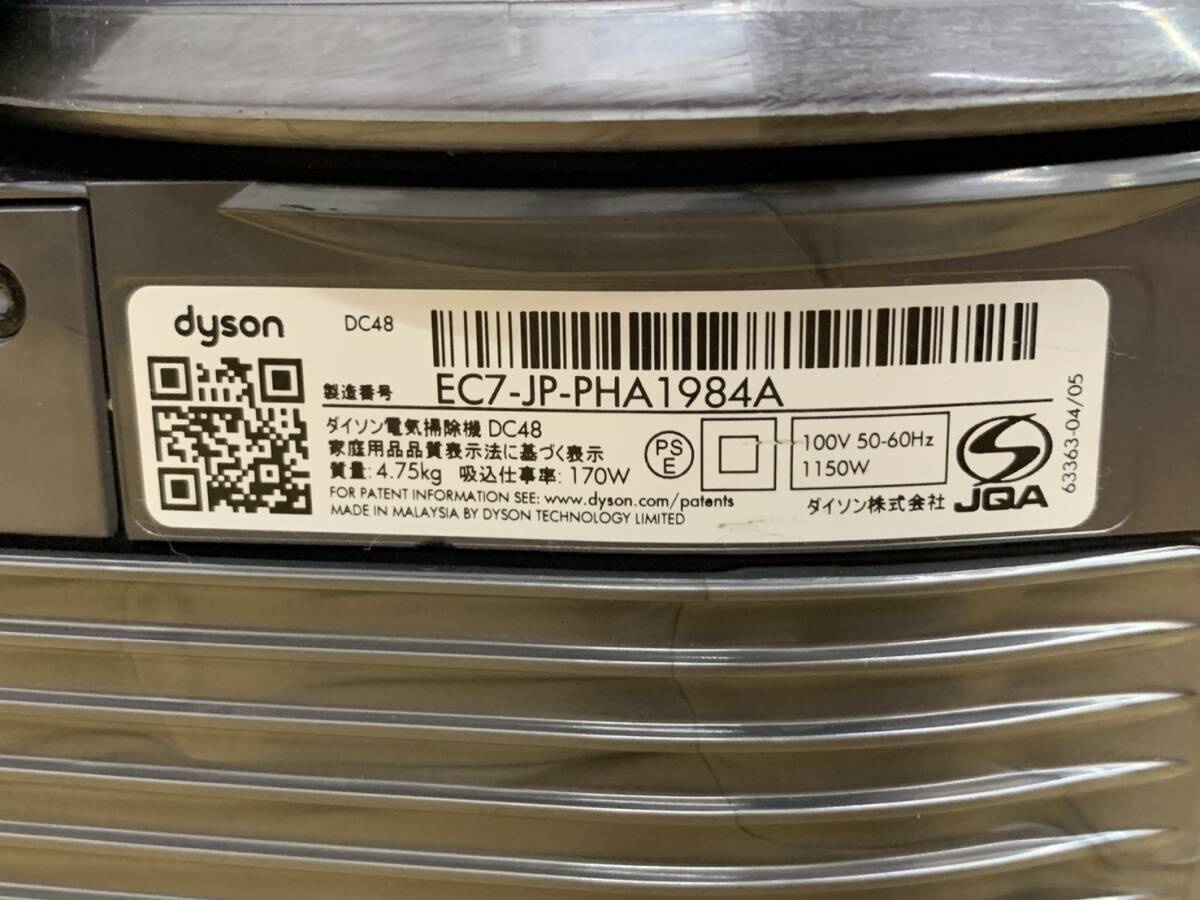 dyson
DC48
製造番号 EC7-JP-PHA1984A
ダイソン電気掃除機 DC48
家庭用品品質表示法に基づく表示
質量: 4.75kg 吸込仕事率: 170W
FOR PATENT INFORMATION SEE: www.dyson.com/patents
MADE IN MALAYSIA BY DYSON TECHNOLOGY LIMITED
PS
E
100V 50-60Hz
1150W
ダイソン株式会社
JQA
63363-04/05